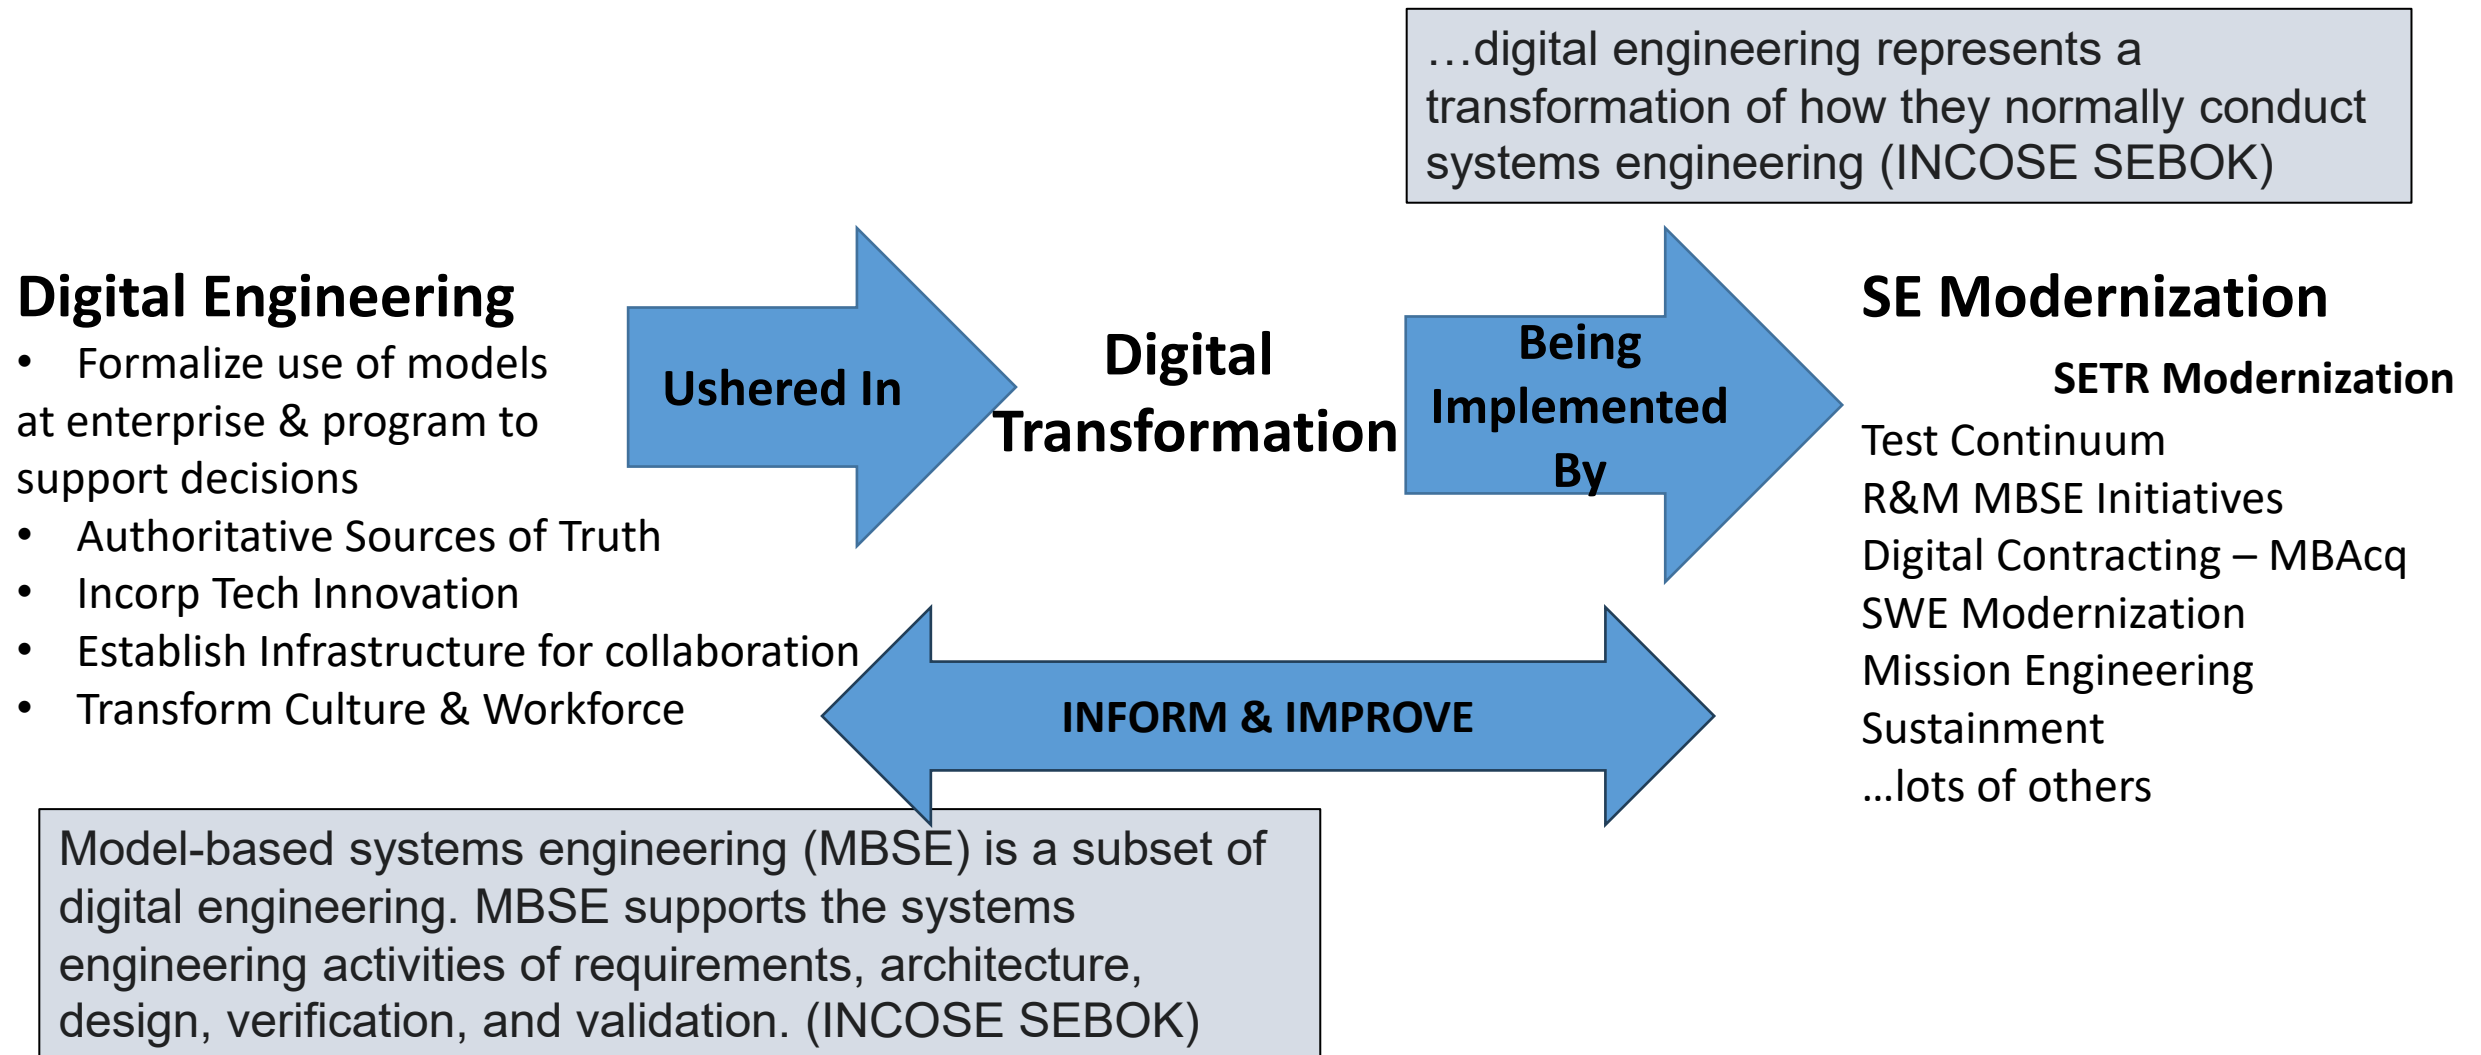 …digital engineering represents a
transformation of how they normally conduct
systems engineering (INCOSE SEBOK)
Digital Engineering
• Formalize use of models
at enterprise & program to
support decisions
• Authoritative Sources of Truth
• Incorp Tech Innovation
• Establish Infrastructure for collaboration
• Transform Culture & Workforce
Ushered In
Digital
Transformation
Being
Implemented
By
SE Modernization
SETR Modernization
Test Continuum
R&M MBSE Initiatives
Digital Contracting – MBAcq
SWE Modernization
Mission Engineering
Sustainment
…lots of others
INFORM & IMPROVE
Model-based systems engineering (MBSE) is a subset of
digital engineering. MBSE supports the systems
engineering activities of requirements, architecture,
design, verification, and validation. (INCOSE SEBOK)